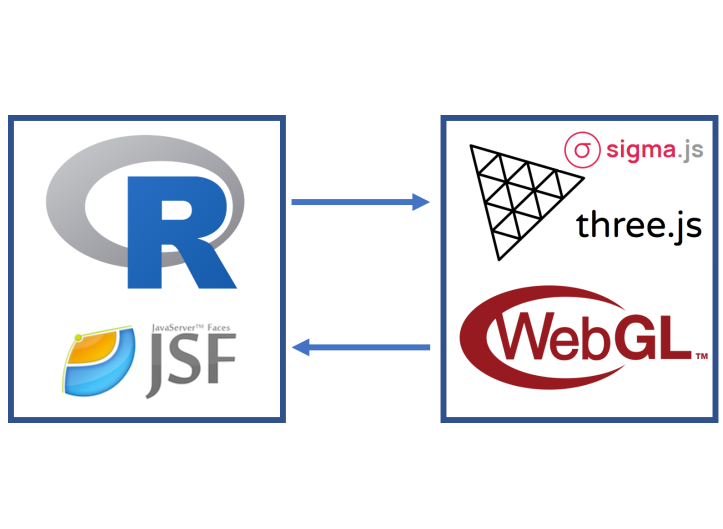 R
JavaServer™ Faces
JSF
σ sigma.js
three.js
WebGL™